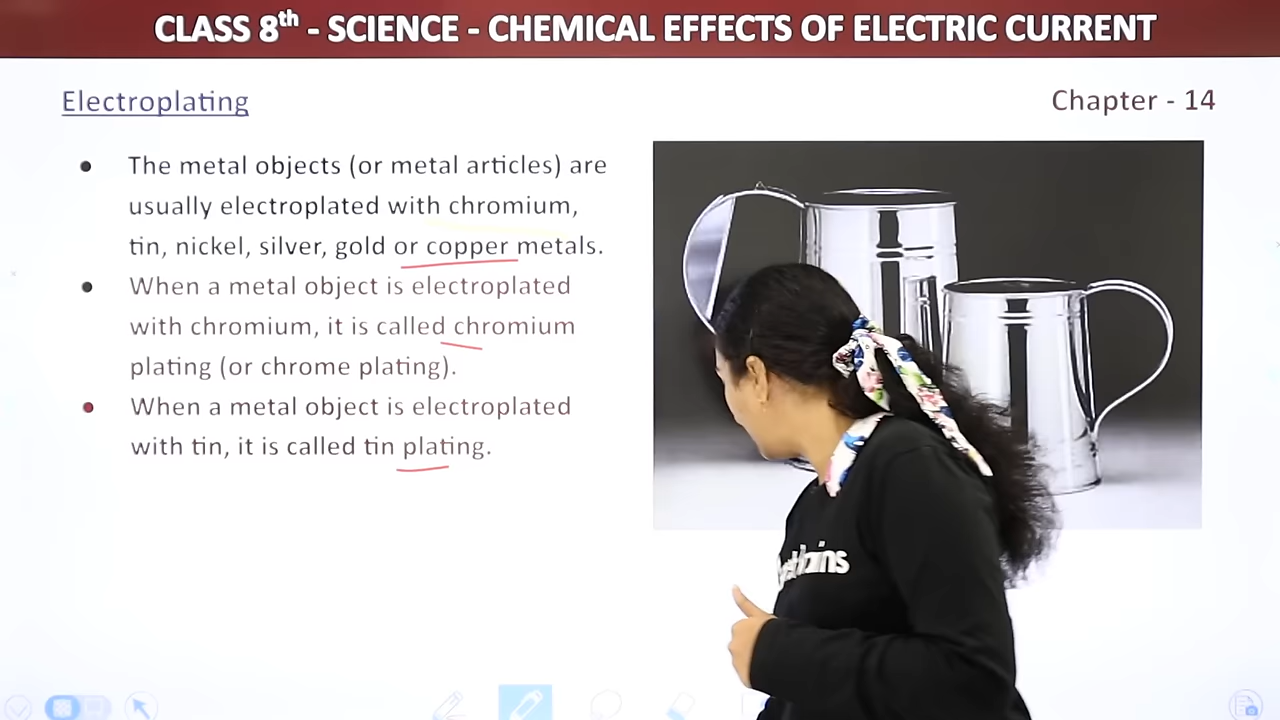 CLASS 8th - SCIENCE - CHEMICAL EFFECTS OF ELECTRIC CURRENT
Electroplating
Chapter - 14
The metal objects (or metal articles) are
usually electroplated with chromium,
tin, nickel, silver, gold or copper metals.
When a metal object is electroplated
with chromium, it is called chromium
plating (or chrome plating).
When a metal object is electroplated
with tin, it is called tin plating.